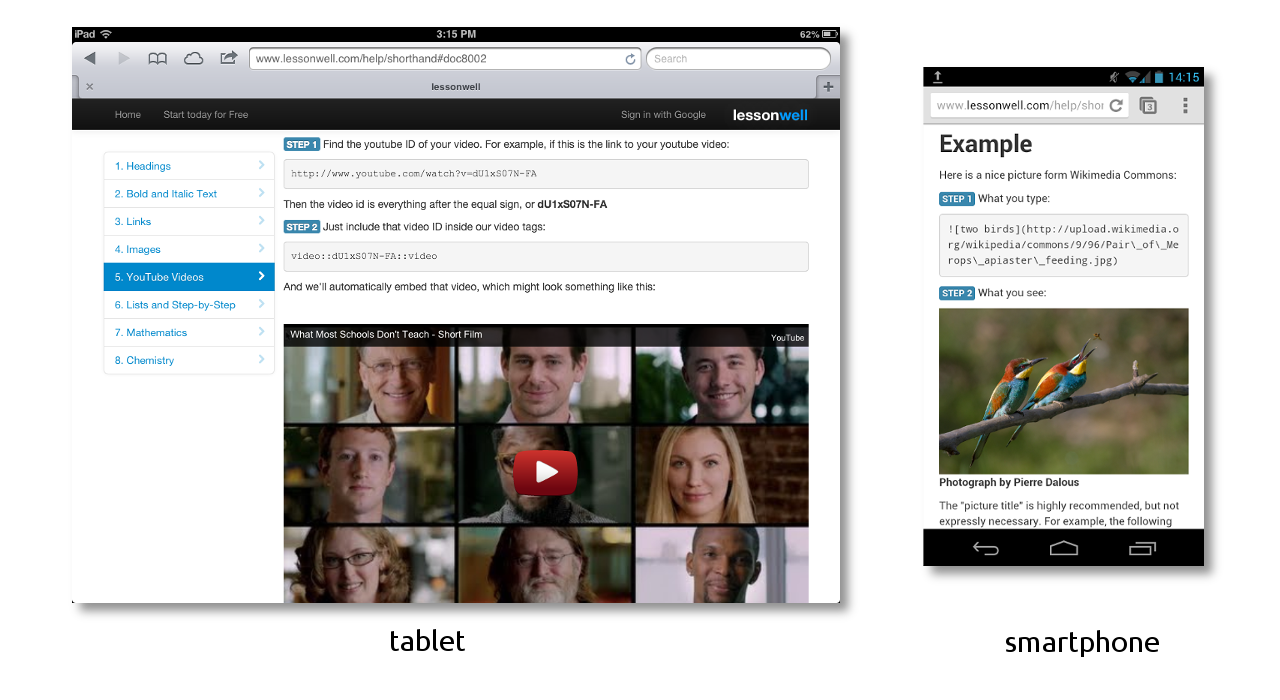 iPad
3:15 PM
62%
www.lessonwell.com/help/shorthand#doc8002
Search
lessonwell
Home
Start today for Free
Sign in with Google
lessonwell
1. Headings
2. Bold and Italic Text
3. Links
4. Images
5. YouTube Videos
6. Lists and Step-by-Step
7. Mathematics
8. Chemistry
STEP 1 Find the youtube ID of your video. For example, if this is the link to your youtube video:
http://www.youtube.com/watch?v=dU1xS07N-FA
Then the video id is everything after the equal sign, or dU1xS07N-FA
STEP 2 Just include that video ID inside our video tags:
video::dU1xS07N-FA::video
And we'll automatically embed that video, which might look something like this:
What Most Schools Don't Teach - Short Film
YouTube
tablet
14:15
www.lessonwell.com/help/shor
3
Example
Here is a nice picture form Wikimedia Commons:
STEP 1 What you type:
![two birds](http://upload.wikimedia.o
rg/wikipedia/commons/9/96/Pair\_of\_Me
rops\_apiaster\_feeding.jpg)
STEP 2 What you see:
Photograph by Pierre Dalous
The "picture title" is highly recommended, but not
expressly necessary. For example, the following
smartphone